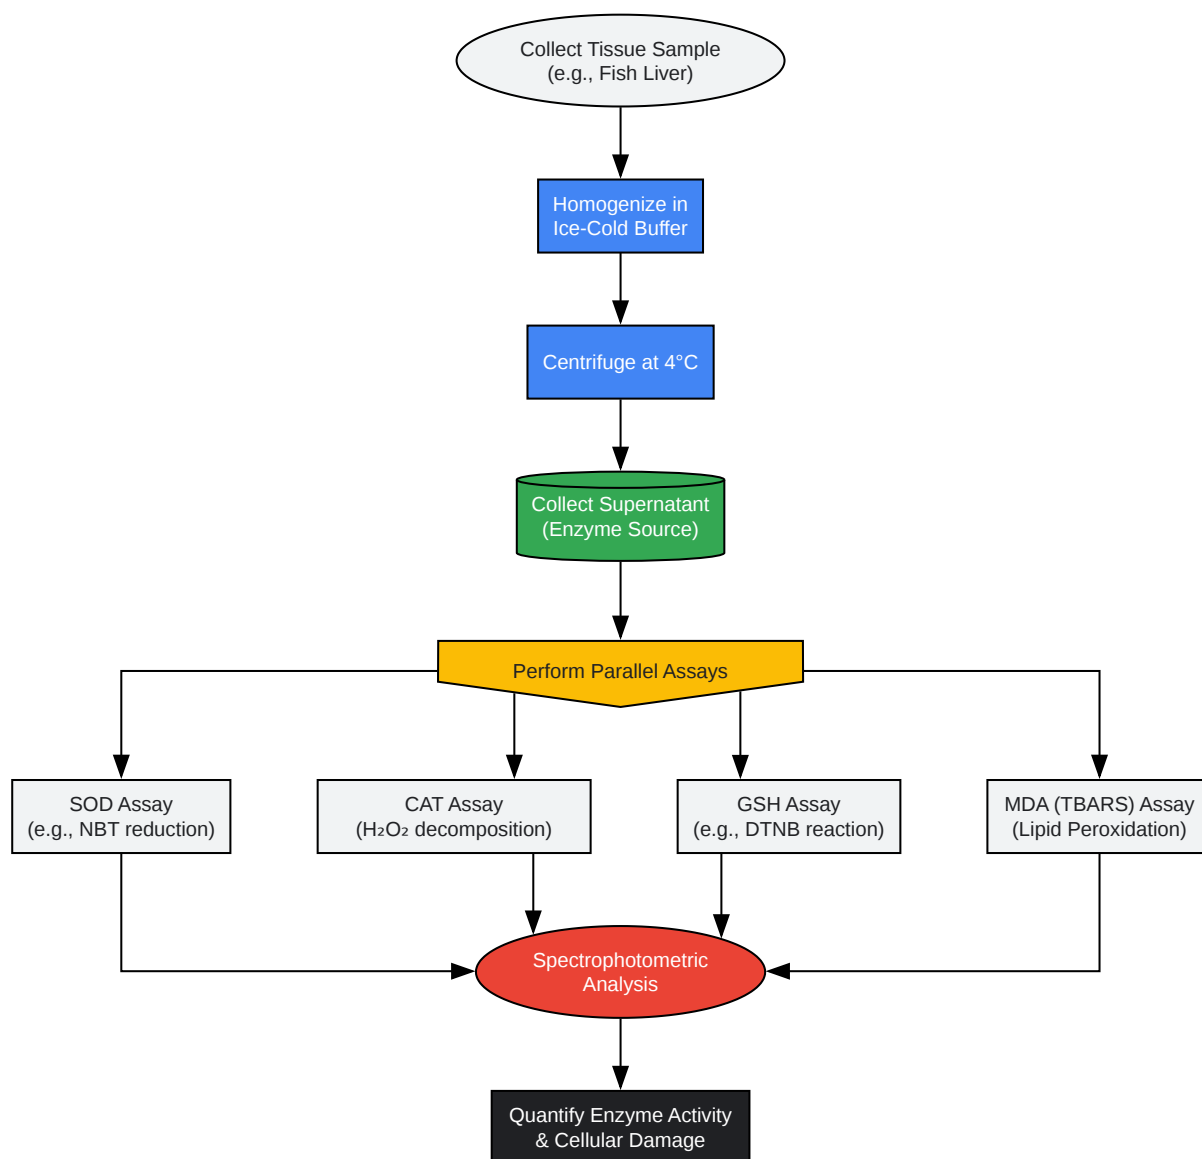 Collect Tissue Sample
(e.g., Fish Liver)
Homogenize in
Ice-Cold Buffer
Centrifuge at 4°C
Collect Supernatant
(Enzyme Source)
Perform Parallel Assays
SOD Assay
(e.g., NBT reduction)
CAT Assay
(H₂O₂ decomposition)
GSH Assay
(e.g., DTNB reaction)
MDA (TBARS) Assay
(Lipid Peroxidation)
Spectrophotometric
Analysis
Quantify Enzyme Activity
& Cellular Damage